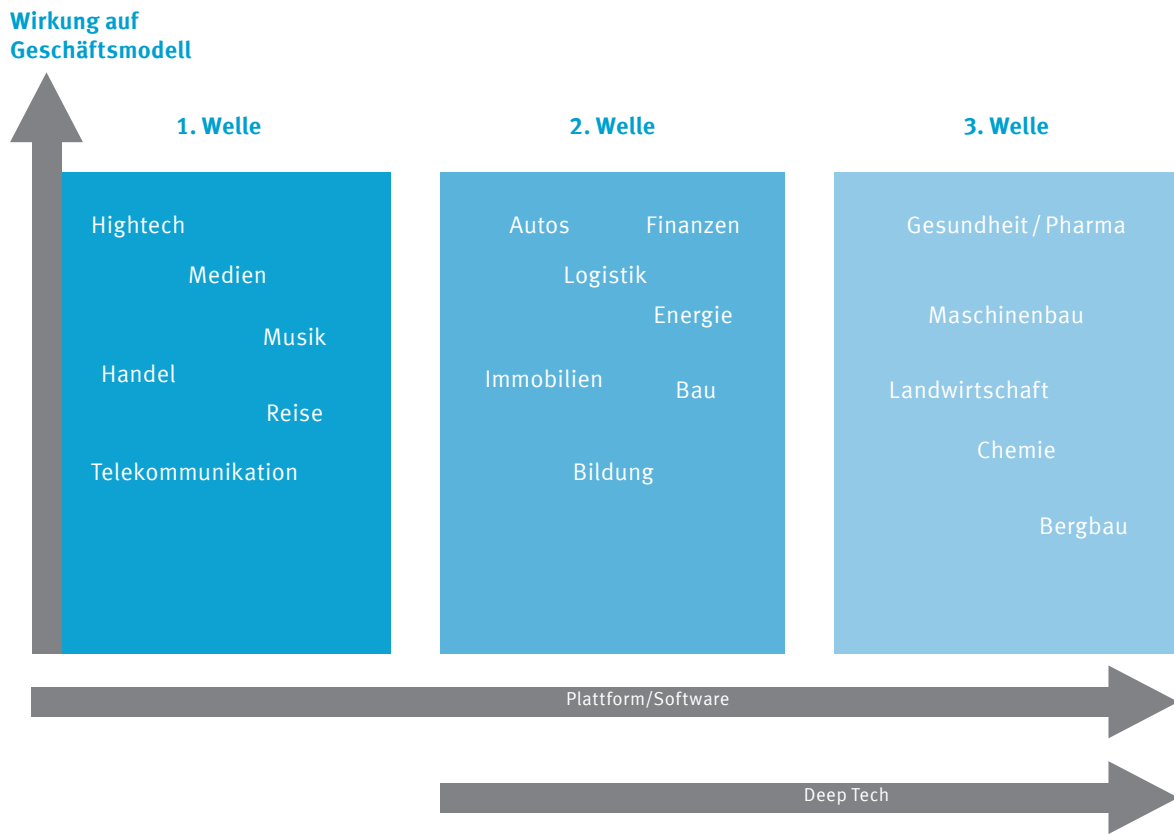 Wirkung auf
Geschäftsmodell
1. Welle
2. Welle
3. Welle
Hightech
Medien
Musik
Handel
Reise
Telekommunikation
Autos
Finanzen
Logistik
Energie
Immobilien
Bau
Bildung
Gesundheit / Pharma
Maschinenbau
Landwirtschaft
Chemie
Bergbau
Plattform/Software
Deep Tech